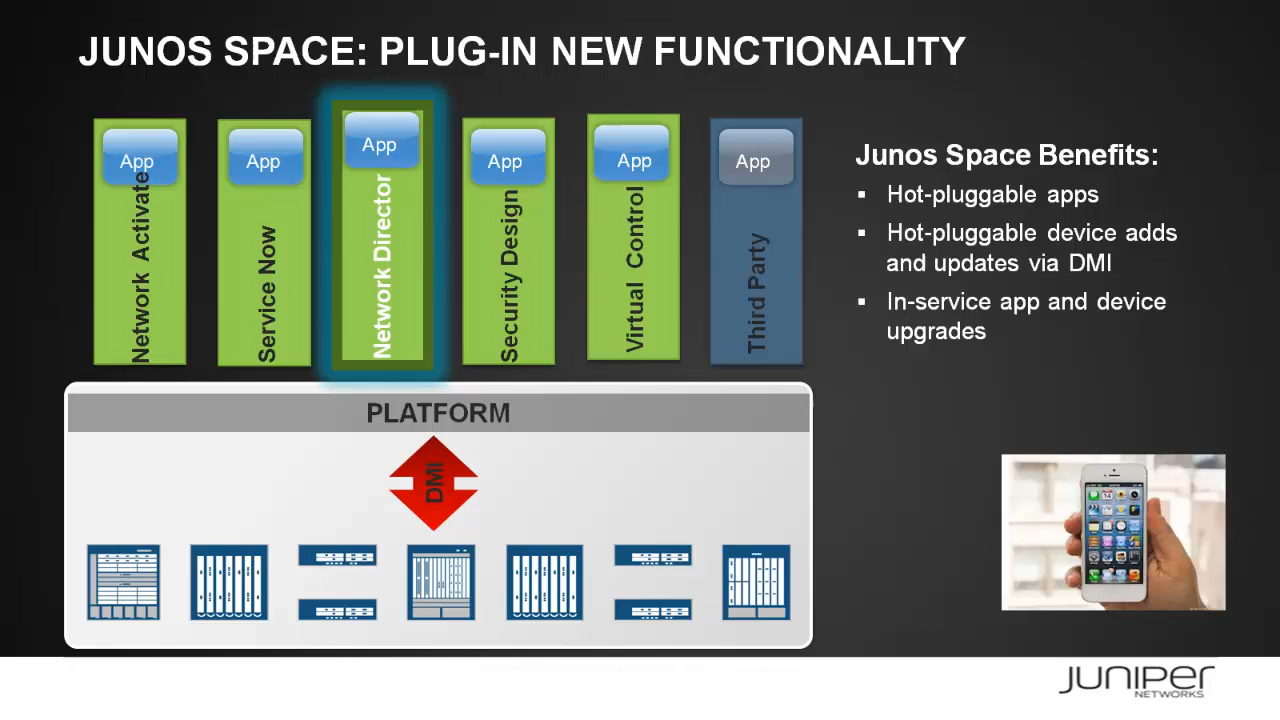 JUNOS SPACE: PLUG-IN NEW FUNCTIONALITY
App
Network Activate
App
Service Now
App
Network Director
App
Security Design
App
Virtual Control
App
Third Party
PLATFORM
DMI
Junos Space Benefits:
▪ Hot-pluggable apps
▪ Hot-pluggable device adds
and updates via DMI
▪ In-service app and device
upgrades
JUNIPER
NETWORKS